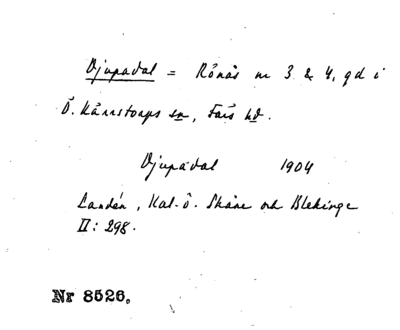 Djupadal = Rönås nr 3 & 4, gd i
Ö. Kärrstorps sn, Färs hd.
Djupadal 1904
Landén, Kal. ö. Skåne och Blekinge
II: 298.
Nr 8526.